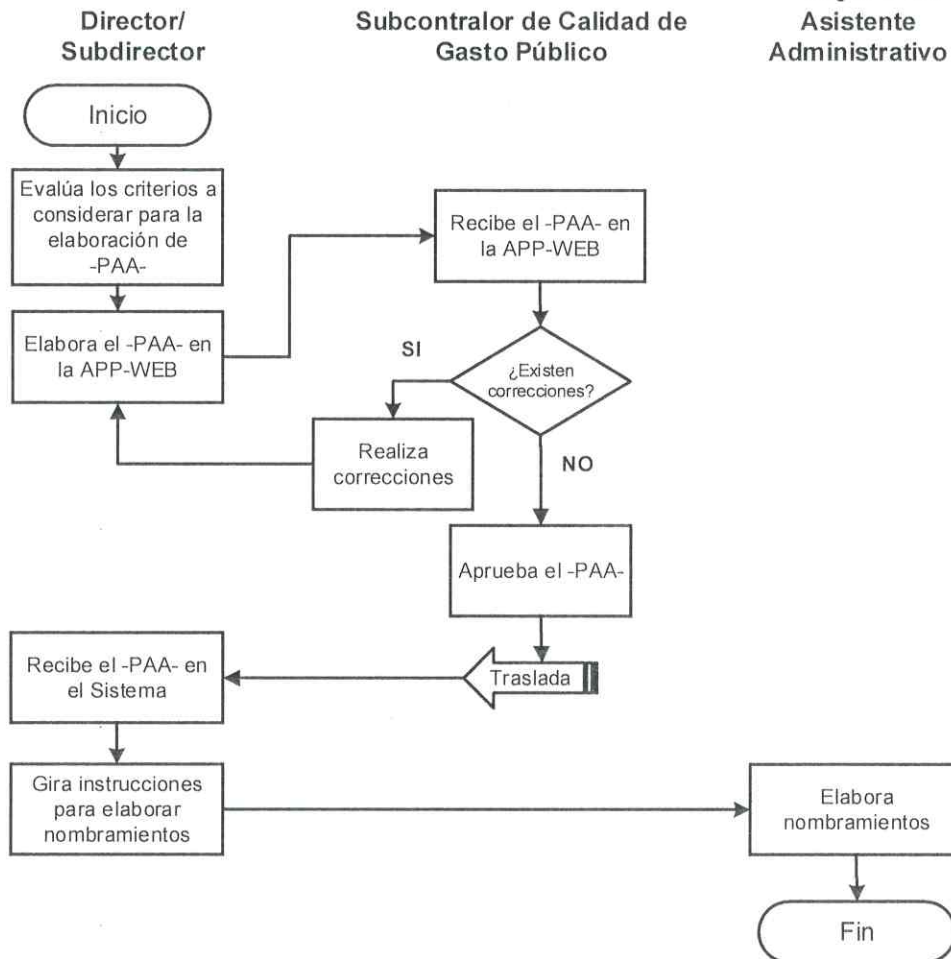 Director/
Subdirector
Subcontralor de Calidad de
Gasto Público
Asistente
Administrativo
Inicio
Evalúa los criterios a
considerar para la
elaboración de
-PAA-
Elabora el -PAA- en
la APP-WEB
Recibe el -PAA- en
la APP-WEB
¿Existen
correcciones?
SI
Realiza
correcciones
NO
Aprueba el -PAA-
Traslada
Recibe el -PAA- en
el Sistema
Gira instrucciones
para elaborar
nombramientos
Elabora
nombramientos
Fin